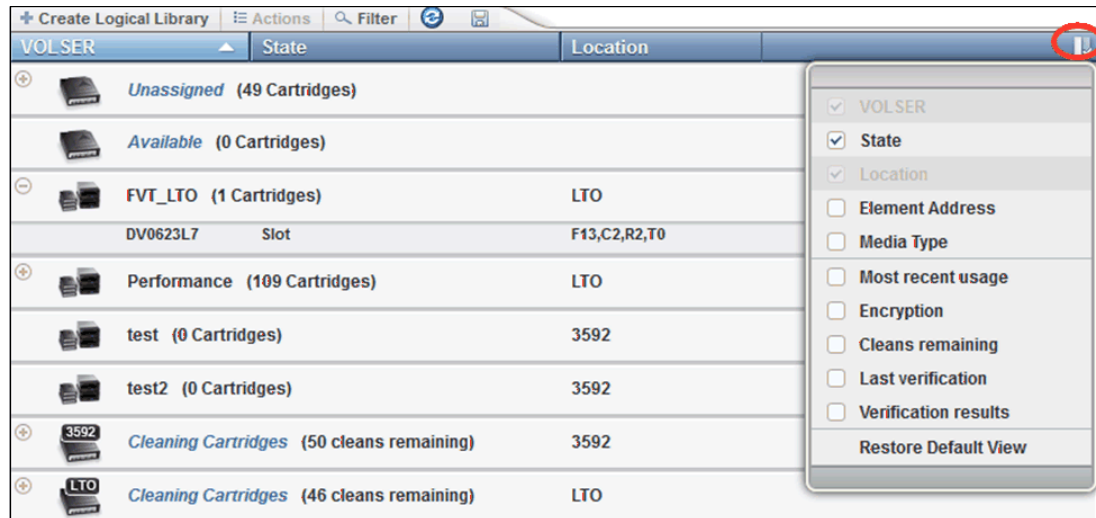 Create Logical Library Actions Filter
VOLSER State Location
Unassigned (49 Cartridges)
Available (0 Cartridges)
FVT_LTO (1 Cartridges) LTO
DV0623L7 Slot F13,C2,R2,T0
Performance (109 Cartridges) LTO
test (0 Cartridges) 3592
test2 (0 Cartridges) 3592
3592 Cleaning Cartridges (50 cleans remaining) 3592
LTO Cleaning Cartridges (46 cleans remaining) LTO
VOLSER
State
Location
Element Address
Media Type
Most recent usage
Encryption
Cleans remaining
Last verification
Verification results
Restore Default View